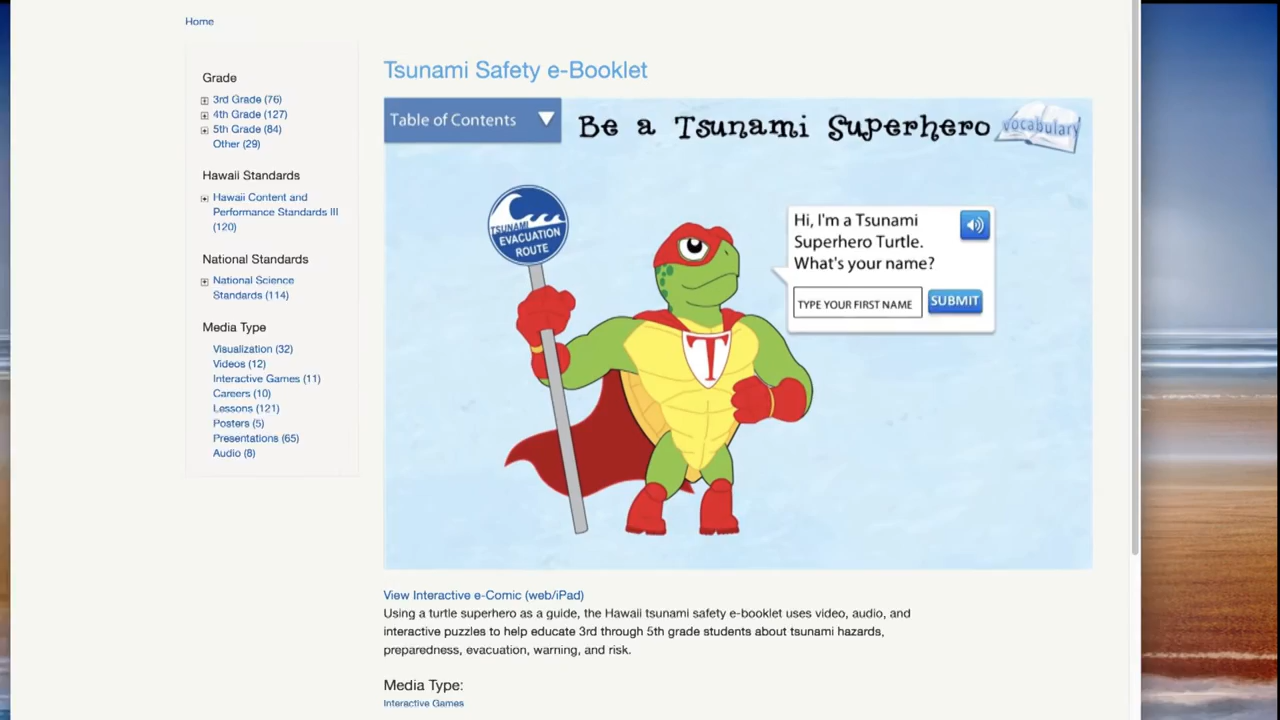 Home
Grade
3rd Grade (76)
4th Grade (127)
5th Grade (84)
Other (29)
Hawaii Standards
Hawaii Content and
Performance Standards III
(120)
National Standards
National Science
Standards (114)
Media Type
Visualization (32)
Videos (12)
Interactive Games (11)
Careers (10)
Lessons (121)
Posters (5)
Presentations (65)
Audio (8)
Tsunami Safety e-Booklet
Table of Contents
Be a Tsunami Superhero
vocabulary
TSUNAMI
EVACUATION
ROUTE
T
Hi, I'm a Tsunami
Superhero Turtle.
What's your name?
TYPE YOUR FIRST NAME
SUBMIT
View Interactive e-Comic (web/iPad)
Using a turtle superhero as a guide, the Hawaii tsunami safety e-booklet uses video, audio, and
interactive puzzles to help educate 3rd through 5th grade students about tsunami hazards,
preparedness, evacuation, warning, and risk.
Media Type:
Interactive Games